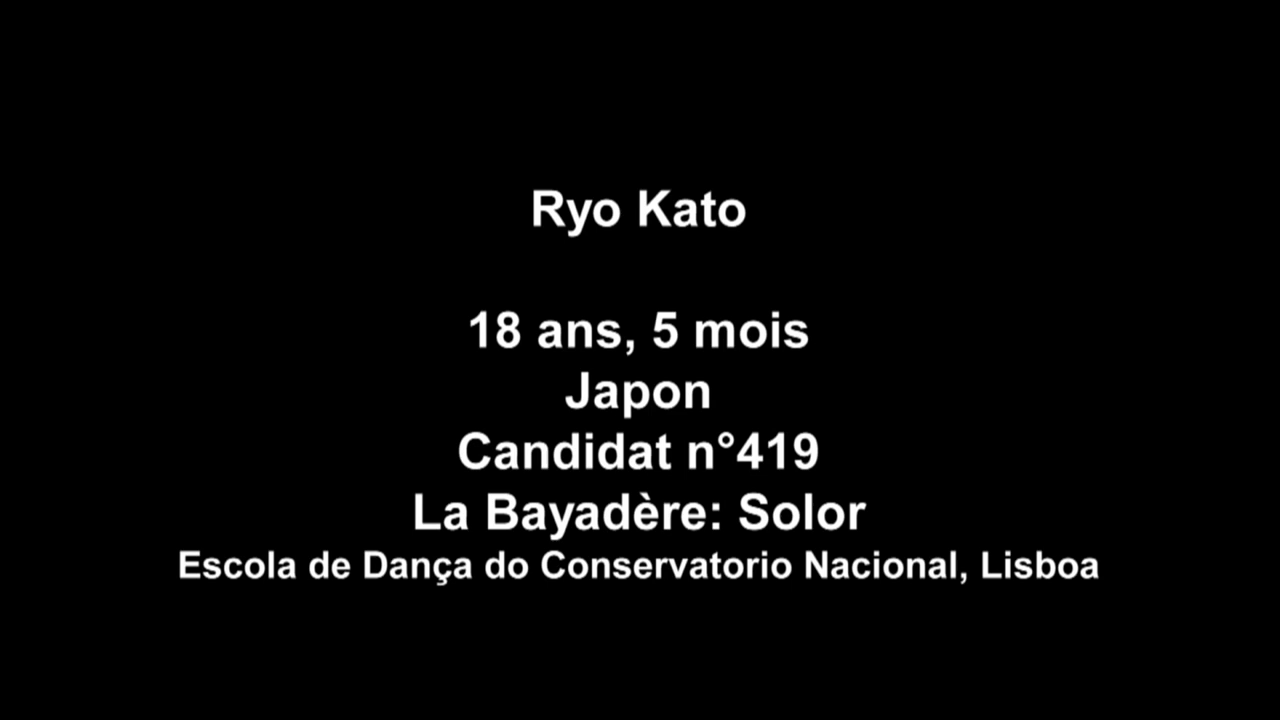 Ryo Kato
18 ans, 5 mois
Japon
Candidat n°419
La Bayadère: Solor
Escola de Dança do Conservatorio Nacional, Lisboa